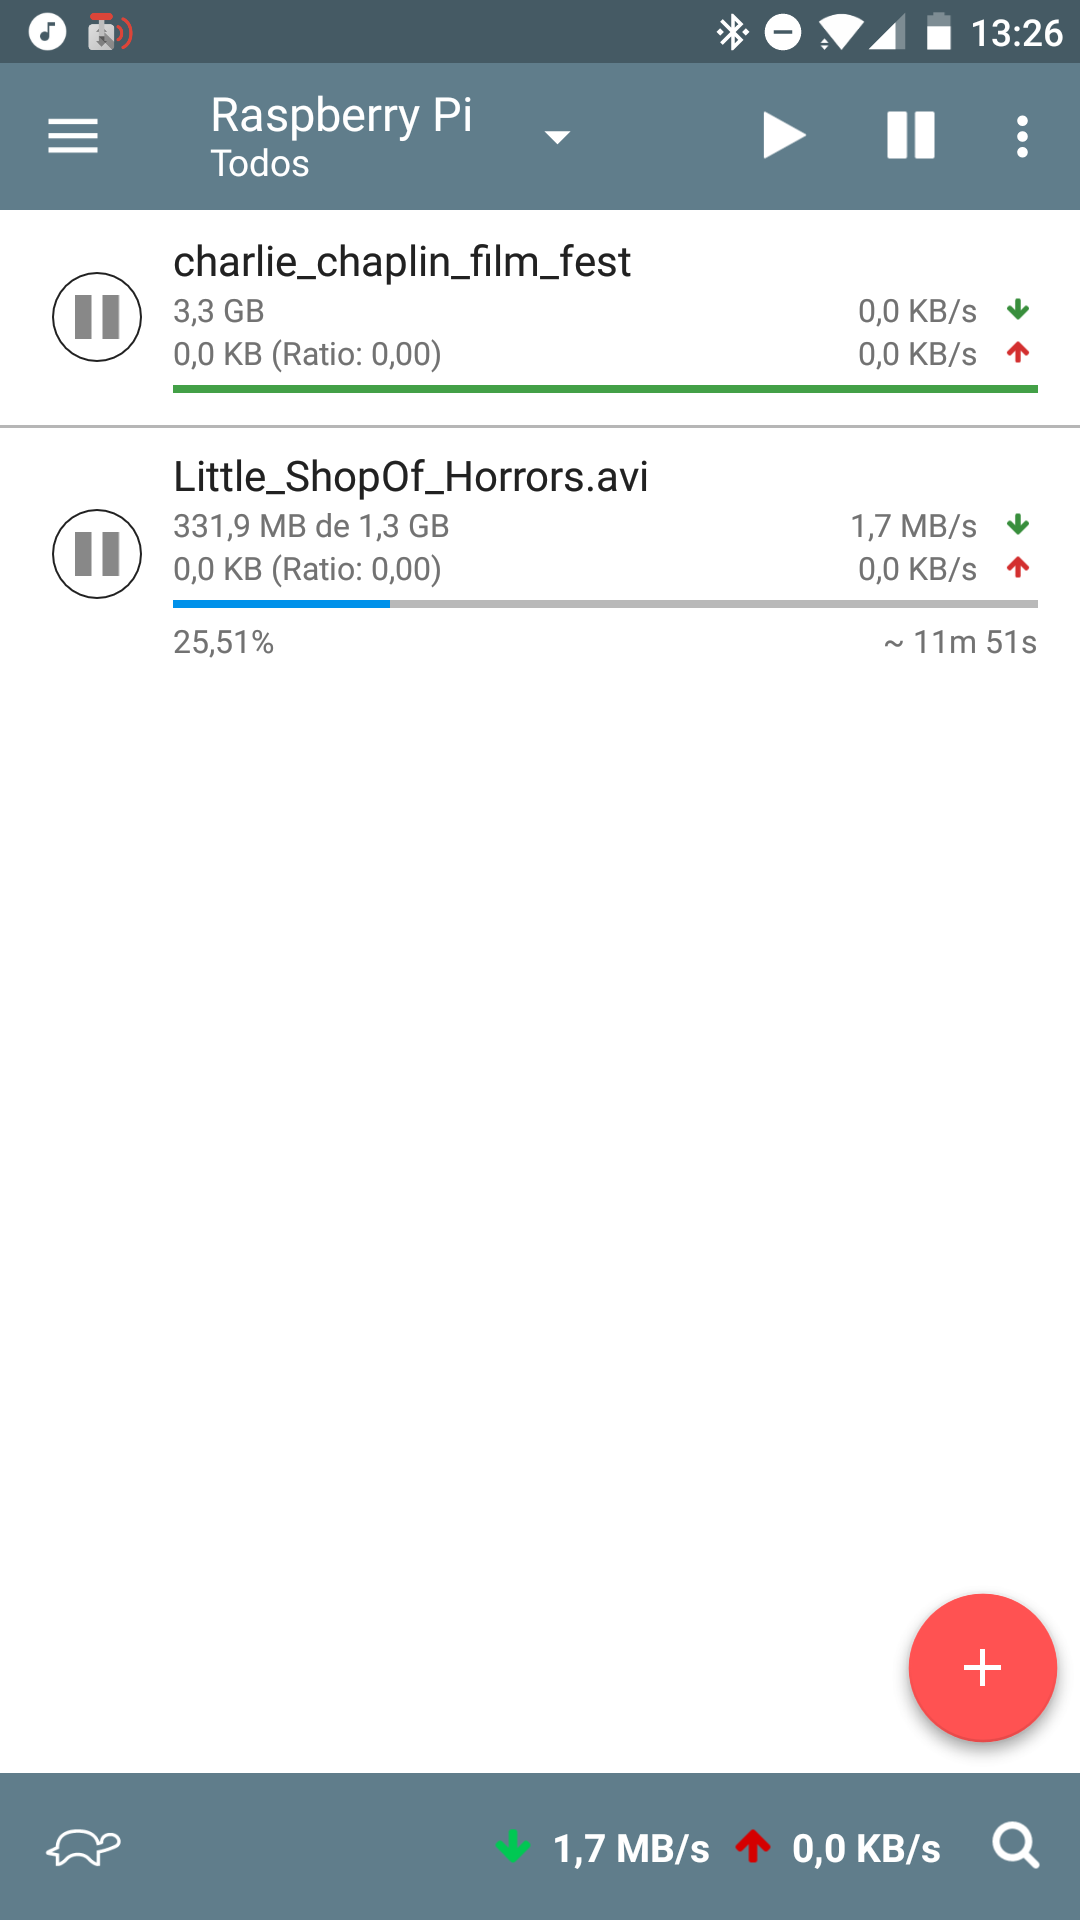 13:26
Raspberry Pi
Todos
charlie_chaplin_film_fest
3,3 GB 0,0 KB/s
0,0 KB (Ratio: 0,00) 0,0 KB/s
Little_ShopOf_Horrors.avi
331,9 MB de 1,3 GB 1,7 MB/s
0,0 KB (Ratio: 0,00) 0,0 KB/s
25,51% ~ 11m 51s
1,7 MB/s 0,0 KB/s